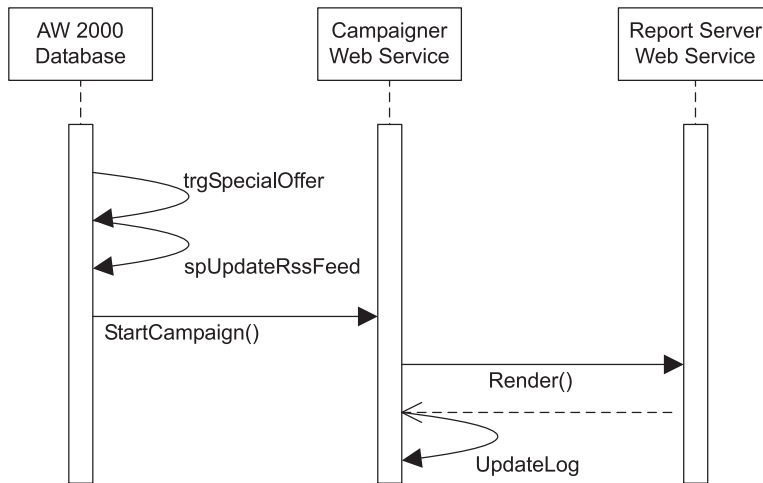 AW 2000
Database
Campaigner
Web Service
Report Server
Web Service
trgSpecialOffer
spUpdateRssFeed
StartCampaign()
Render()
UpdateLog